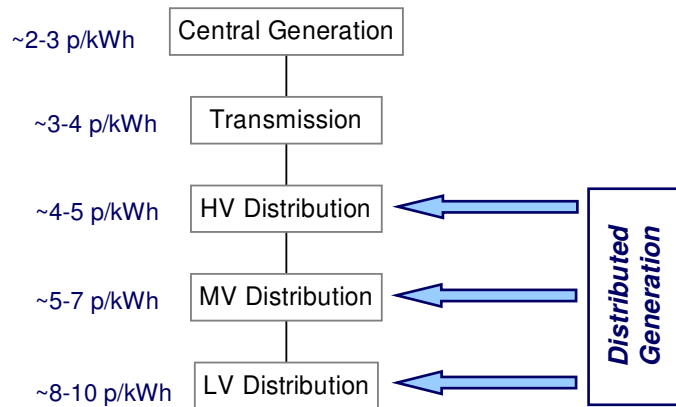 Central Generation
~2-3 p/kWh
Transmission
~3-4 p/kWh
HV Distribution
~4-5 p/kWh
MV Distribution
~5-7 p/kWh
LV Distribution
~8-10 p/kWh
Distributed
Generation